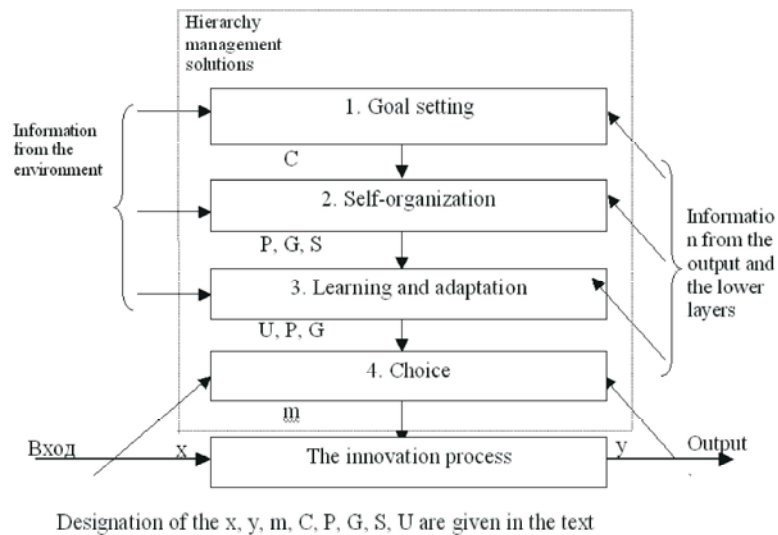 Hierarchy
management
solutions
1. Goal setting
Information
from the
environment
C
2. Self-organization
P, G, S
3. Learning and adaptation
U, P, G
4. Choice
m
Informatio
n from the
output and
the lower
layers
Вход
x
The innovation process
y
Output
Designation of the x, y, m, C, P, G, S, U are given in the text